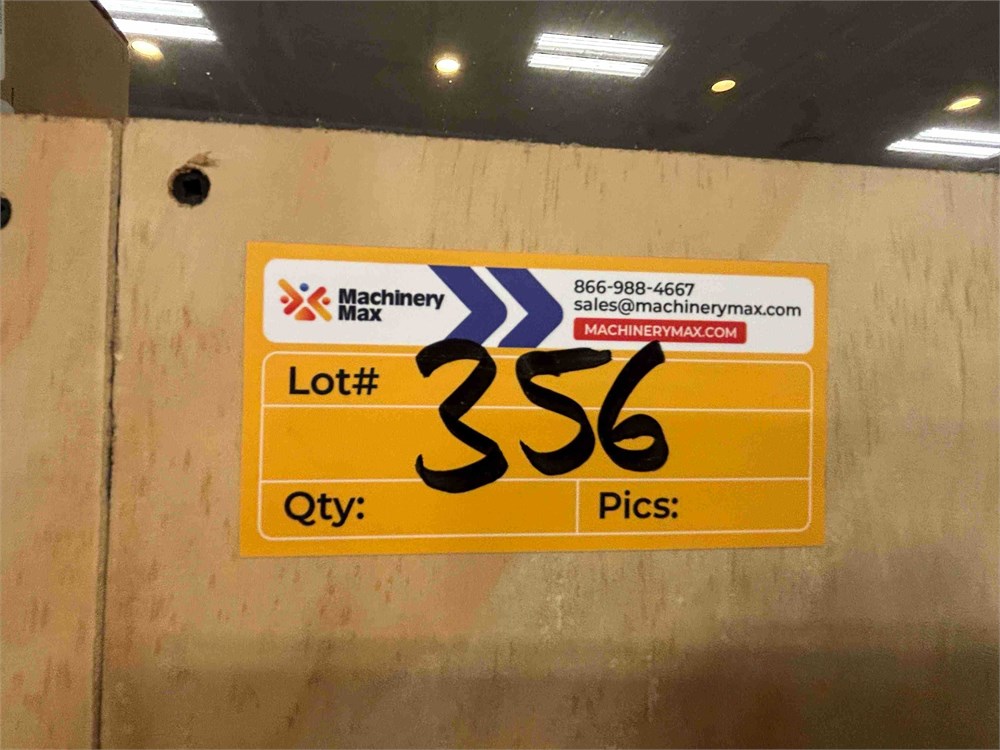 Machinery
Max
866-988-4667
sales@machinerymax.com
MACHINERYMAX.COM
Lot# 356
Qty:
Pics: